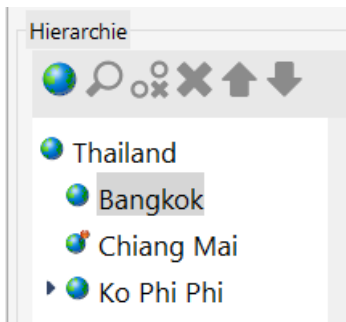 Hierarchie
Thailand
Bangkok
Chiang Mai
Ko Phi Phi